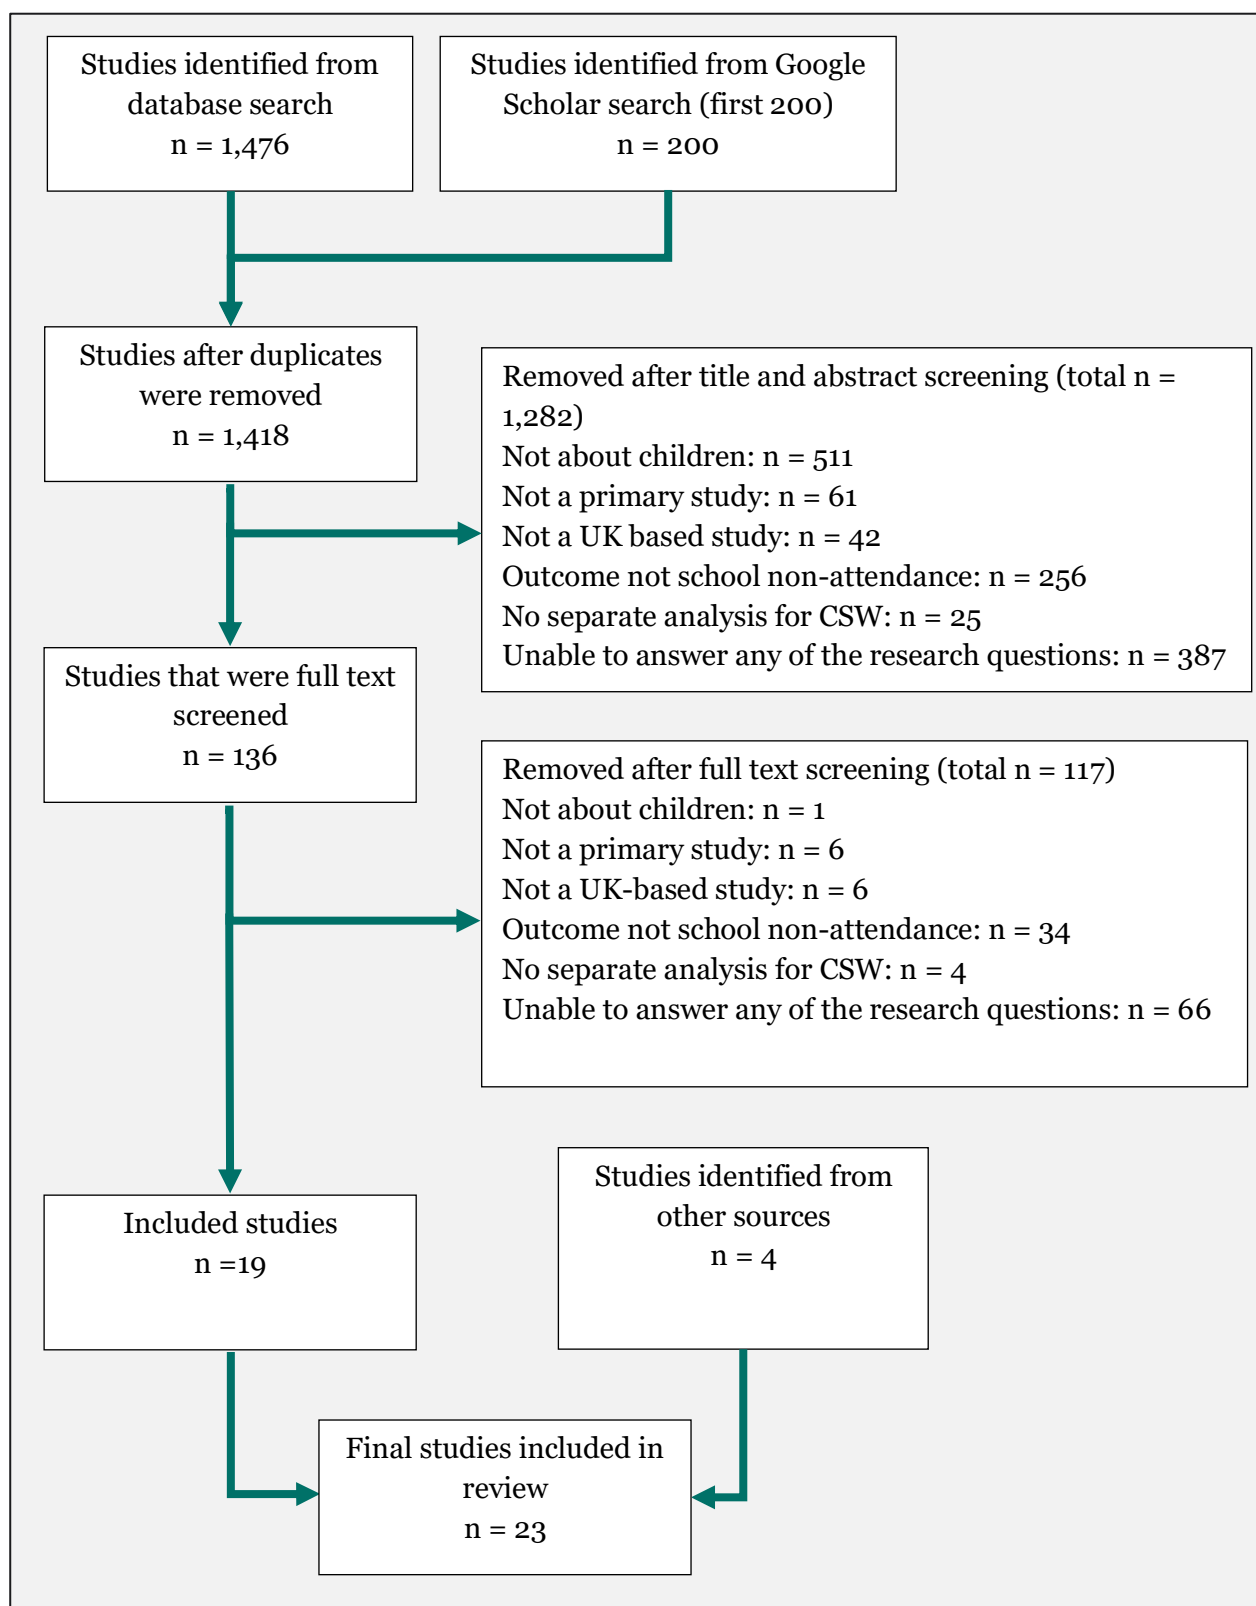 Studies identified from
database search
n = 1,476
Studies identified from Google
Scholar search (first 200)
n = 200
Studies after duplicates
were removed
n = 1,418
Removed after title and abstract screening (total n =
1,282)
Not about children: n = 511
Not a primary study: n = 61
Not a UK based study: n = 42
Outcome not school non-attendance: n = 256
No separate analysis for CSW: n = 25
Unable to answer any of the research questions: n = 387
Studies that were full text
screened
n = 136
Removed after full text screening (total n = 117)
Not about children: n = 1
Not a primary study: n = 6
Not a UK-based study: n = 6
Outcome not school non-attendance: n = 34
No separate analysis for CSW: n = 4
Unable to answer any of the research questions: n = 66
Included studies
n =19
Studies identified from
other sources
n = 4
Final studies included in
review
n = 23